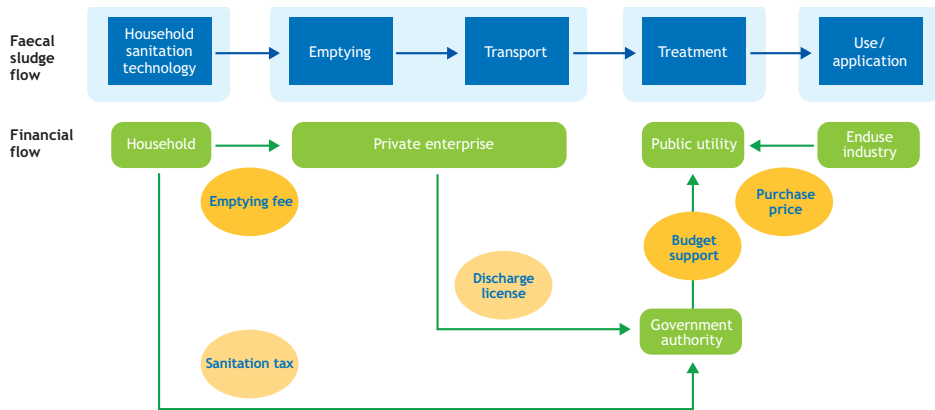 Faecal
sludge
flow
Household
sanitation
technology
Emptying
Transport
Treatment
Use/
application
Financial
flow
Household
Private enterprise
Public utility
Enduse
industry
Emptying fee
Purchase
price
Budget
support
Discharge
license
Government
authority
Sanitation tax